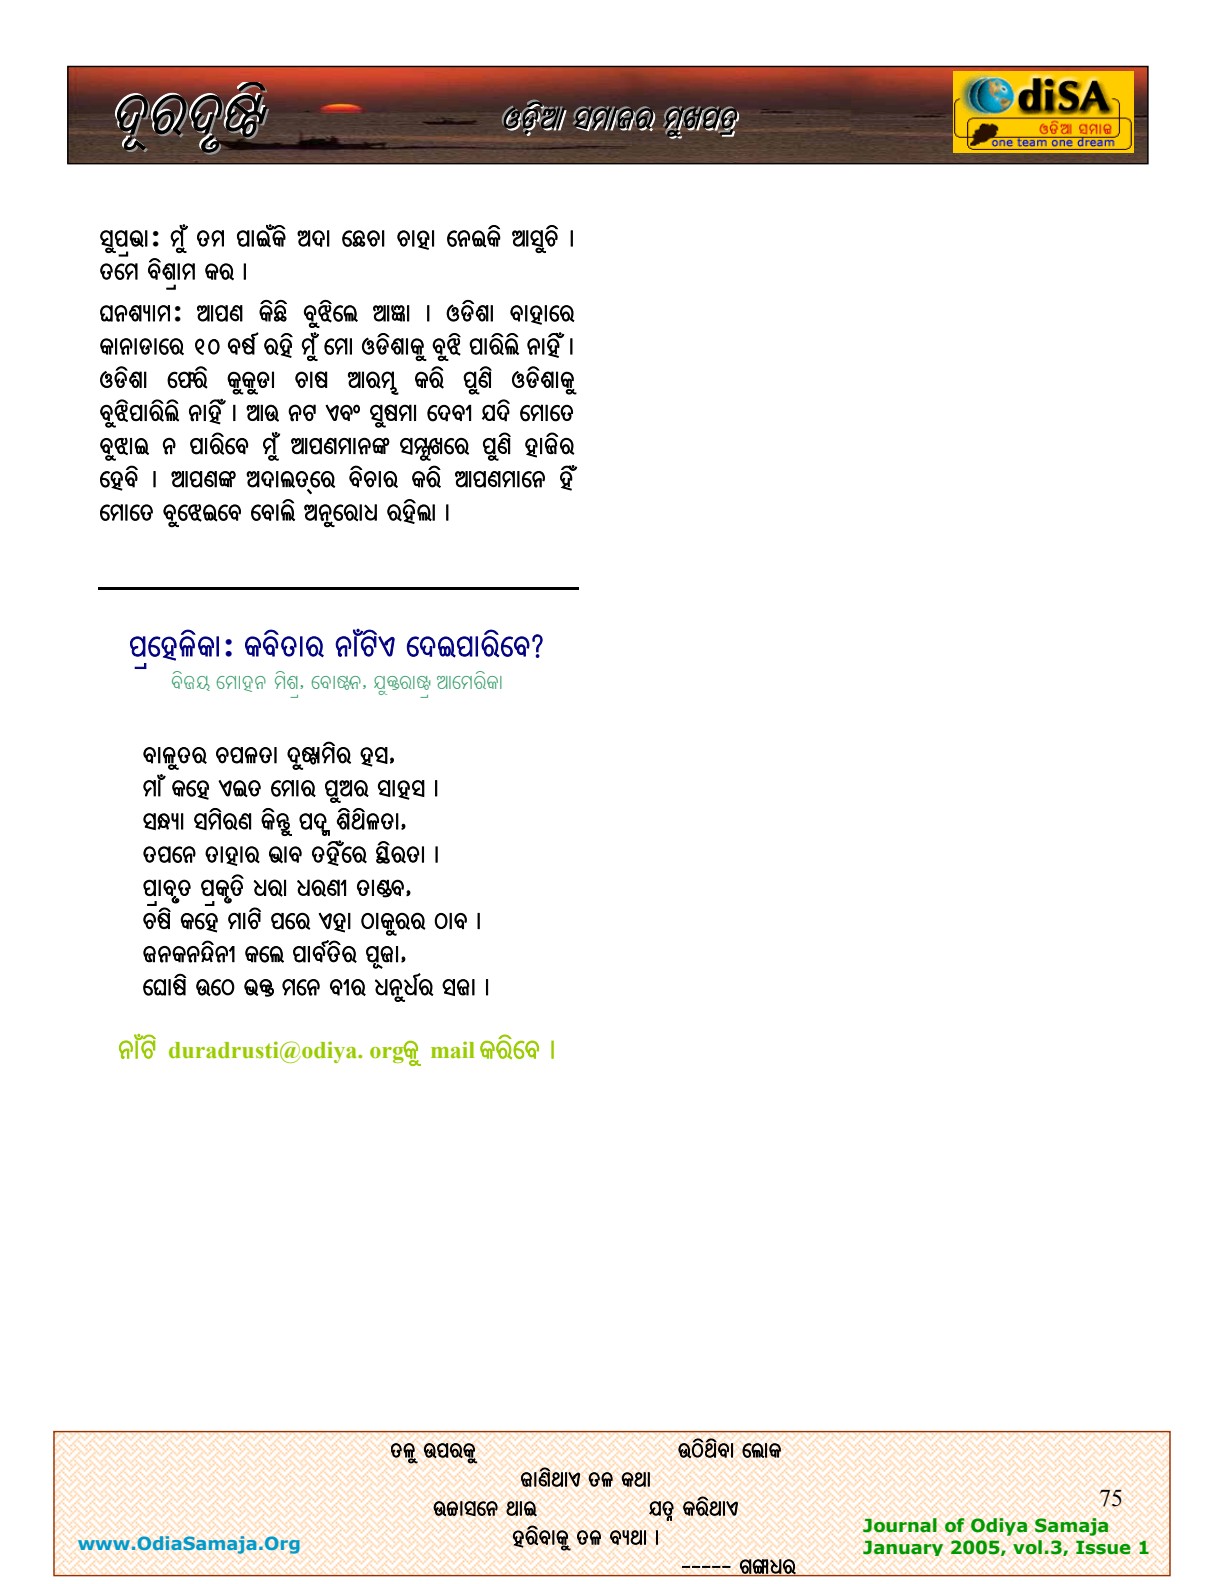 ଦୂରଦୃଷ୍ଟି
ଓଡ଼ିଆ ସମାଜର ମୁଖପତ୍ର
OdiSA
ଓଡିଆ ସମାଜ
one team one dream
ସୁପ୍ରଭା: ମୁଁ ତମ ପାଇଁକି ଅଦା ଛେଚା ଚାହା ନେଇକି ଆସୁଚି ।
ତମେ ବିଶ୍ରାମ କର ।
ଘନଶ୍ୟାମ: ଆପଣ କିଛି ବୁଝିଲେ ଆଜ୍ଞା । ଓଡିଶା ବାହାରେ
କାନାଡାରେ ୧୦ ବର୍ଷ ରହି ମୁଁ ମୋ ଓଡିଶାକୁ ବୁଝି ପାରିଲି ନାହିଁ ।
ଓଡିଶା ଫେରି କୁକୁଡା ଚାଷ ଆରମ୍ଭ କରି ପୁଣି ଓଡିଶାକୁ
ବୁଝିପାରିଲି ନାହିଁ । ଆଉ ନଟ ଏବଂ ସୁଷମା ଦେବୀ ଯଦି ମୋତେ
ବୁଝାଇ ନ ପାରିବେ ମୁଁ ଆପଣମାନଙ୍କ ସମ୍ମୁଖରେ ପୁଣି ହାଜିର
ହେବି । ଆପଣଙ୍କ ଅଦାଲତ୍‌ରେ ବିଚାର କରି ଆପଣମାନେ ହିଁ
ମୋତେ ବୁଝେଇବେ ବୋଲି ଅନୁରୋଧ ରହିଲା ।
ପ୍ରହେଳିକା: କବିତାର ନାଁଟିଏ ଦେଇପାରିବେ?
ବିଜୟ ମୋହନ ମିଶ୍ର, ବୋଷ୍ଟନ, ଯୁକ୍ତରାଷ୍ଟ୍ର ଆମେରିକା
ବାଳୁତର ଚପଳତା ଦୁଷ୍ଟାମିର ହସ,
ମାଁ କହେ ଏଇତ ମୋର ପୁଅର ସାହସ ।
ସନ୍ଧ୍ୟା ସମିରଣ କିନ୍ତୁ ପଦ୍ମ ଶିଥିଳତା,
ତପନେ ତାହାର ଭାବ ତହିଁରେ ସ୍ଥିରତା ।
ପ୍ରାବୃତ ପ୍ରକୃତି ଧରା ଧରଣୀ ତାଣ୍ଡବ,
ଚଷି କହେ ମାଟି ପରେ ଏହା ଠାକୁରର ଠାବ ।
ଜନକନନ୍ଦିନୀ କଲେ ପାର୍ବତିର ପୂଜା,
ଘୋଷି ଉଠେ ଭକ୍ତ ମନେ ବୀର ଧନୁର୍ଧର ସଜା ।
ନାଁଟି duradrusti@odiya. orgକୁ mail କରିବେ ।
ତଳୁ ଉପରକୁ ଉଠିଥିବା ଲୋକ
ଜାଣିଥାଏ ତଳ କଥା
ଉଚ୍ଚାସନେ ଥାଇ ଯତ୍ନ କରିଥାଏ
ହରିବାକୁ ତଳ ବ୍ୟଥା ।
----- ଗଙ୍ଗାଧର
www.OdiaSamaja.Org
75
Journal of Odiya Samaja
January 2005, vol.3, Issue 1